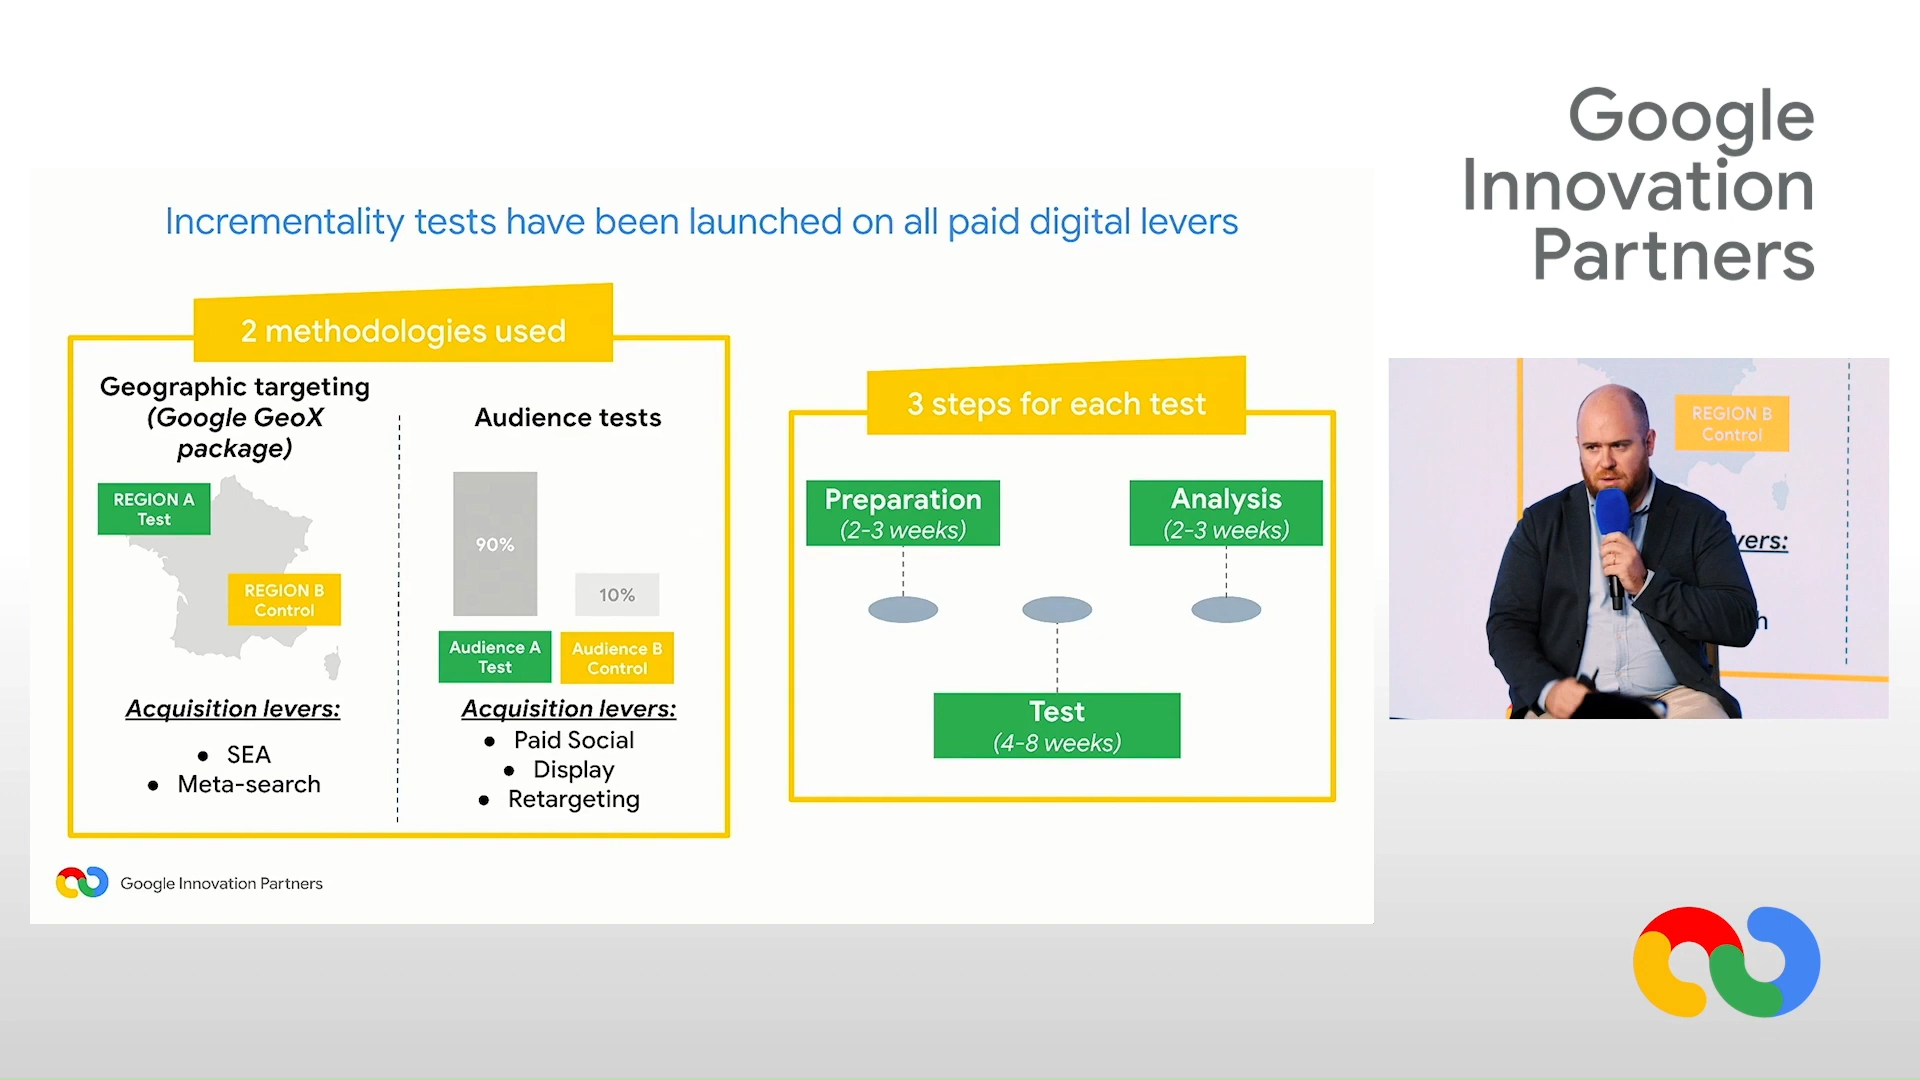 Google
Innovation
Partners
Incrementality tests have been launched on all paid digital levers
2 methodologies used
Geographic targeting
(Google GeoX
package)
REGION A
Test
REGION B
Control
Acquisition levers:
● SEA
● Meta-search
Audience tests
90%
10%
Audience A
Test
Audience B
Control
Acquisition levers:
● Paid Social
● Display
● Retargeting
3 steps for each test
Preparation
(2-3 weeks)
Analysis
(2-3 weeks)
Test
(4-8 weeks)
Google Innovation Partners
REGION B
Control
vers:
h